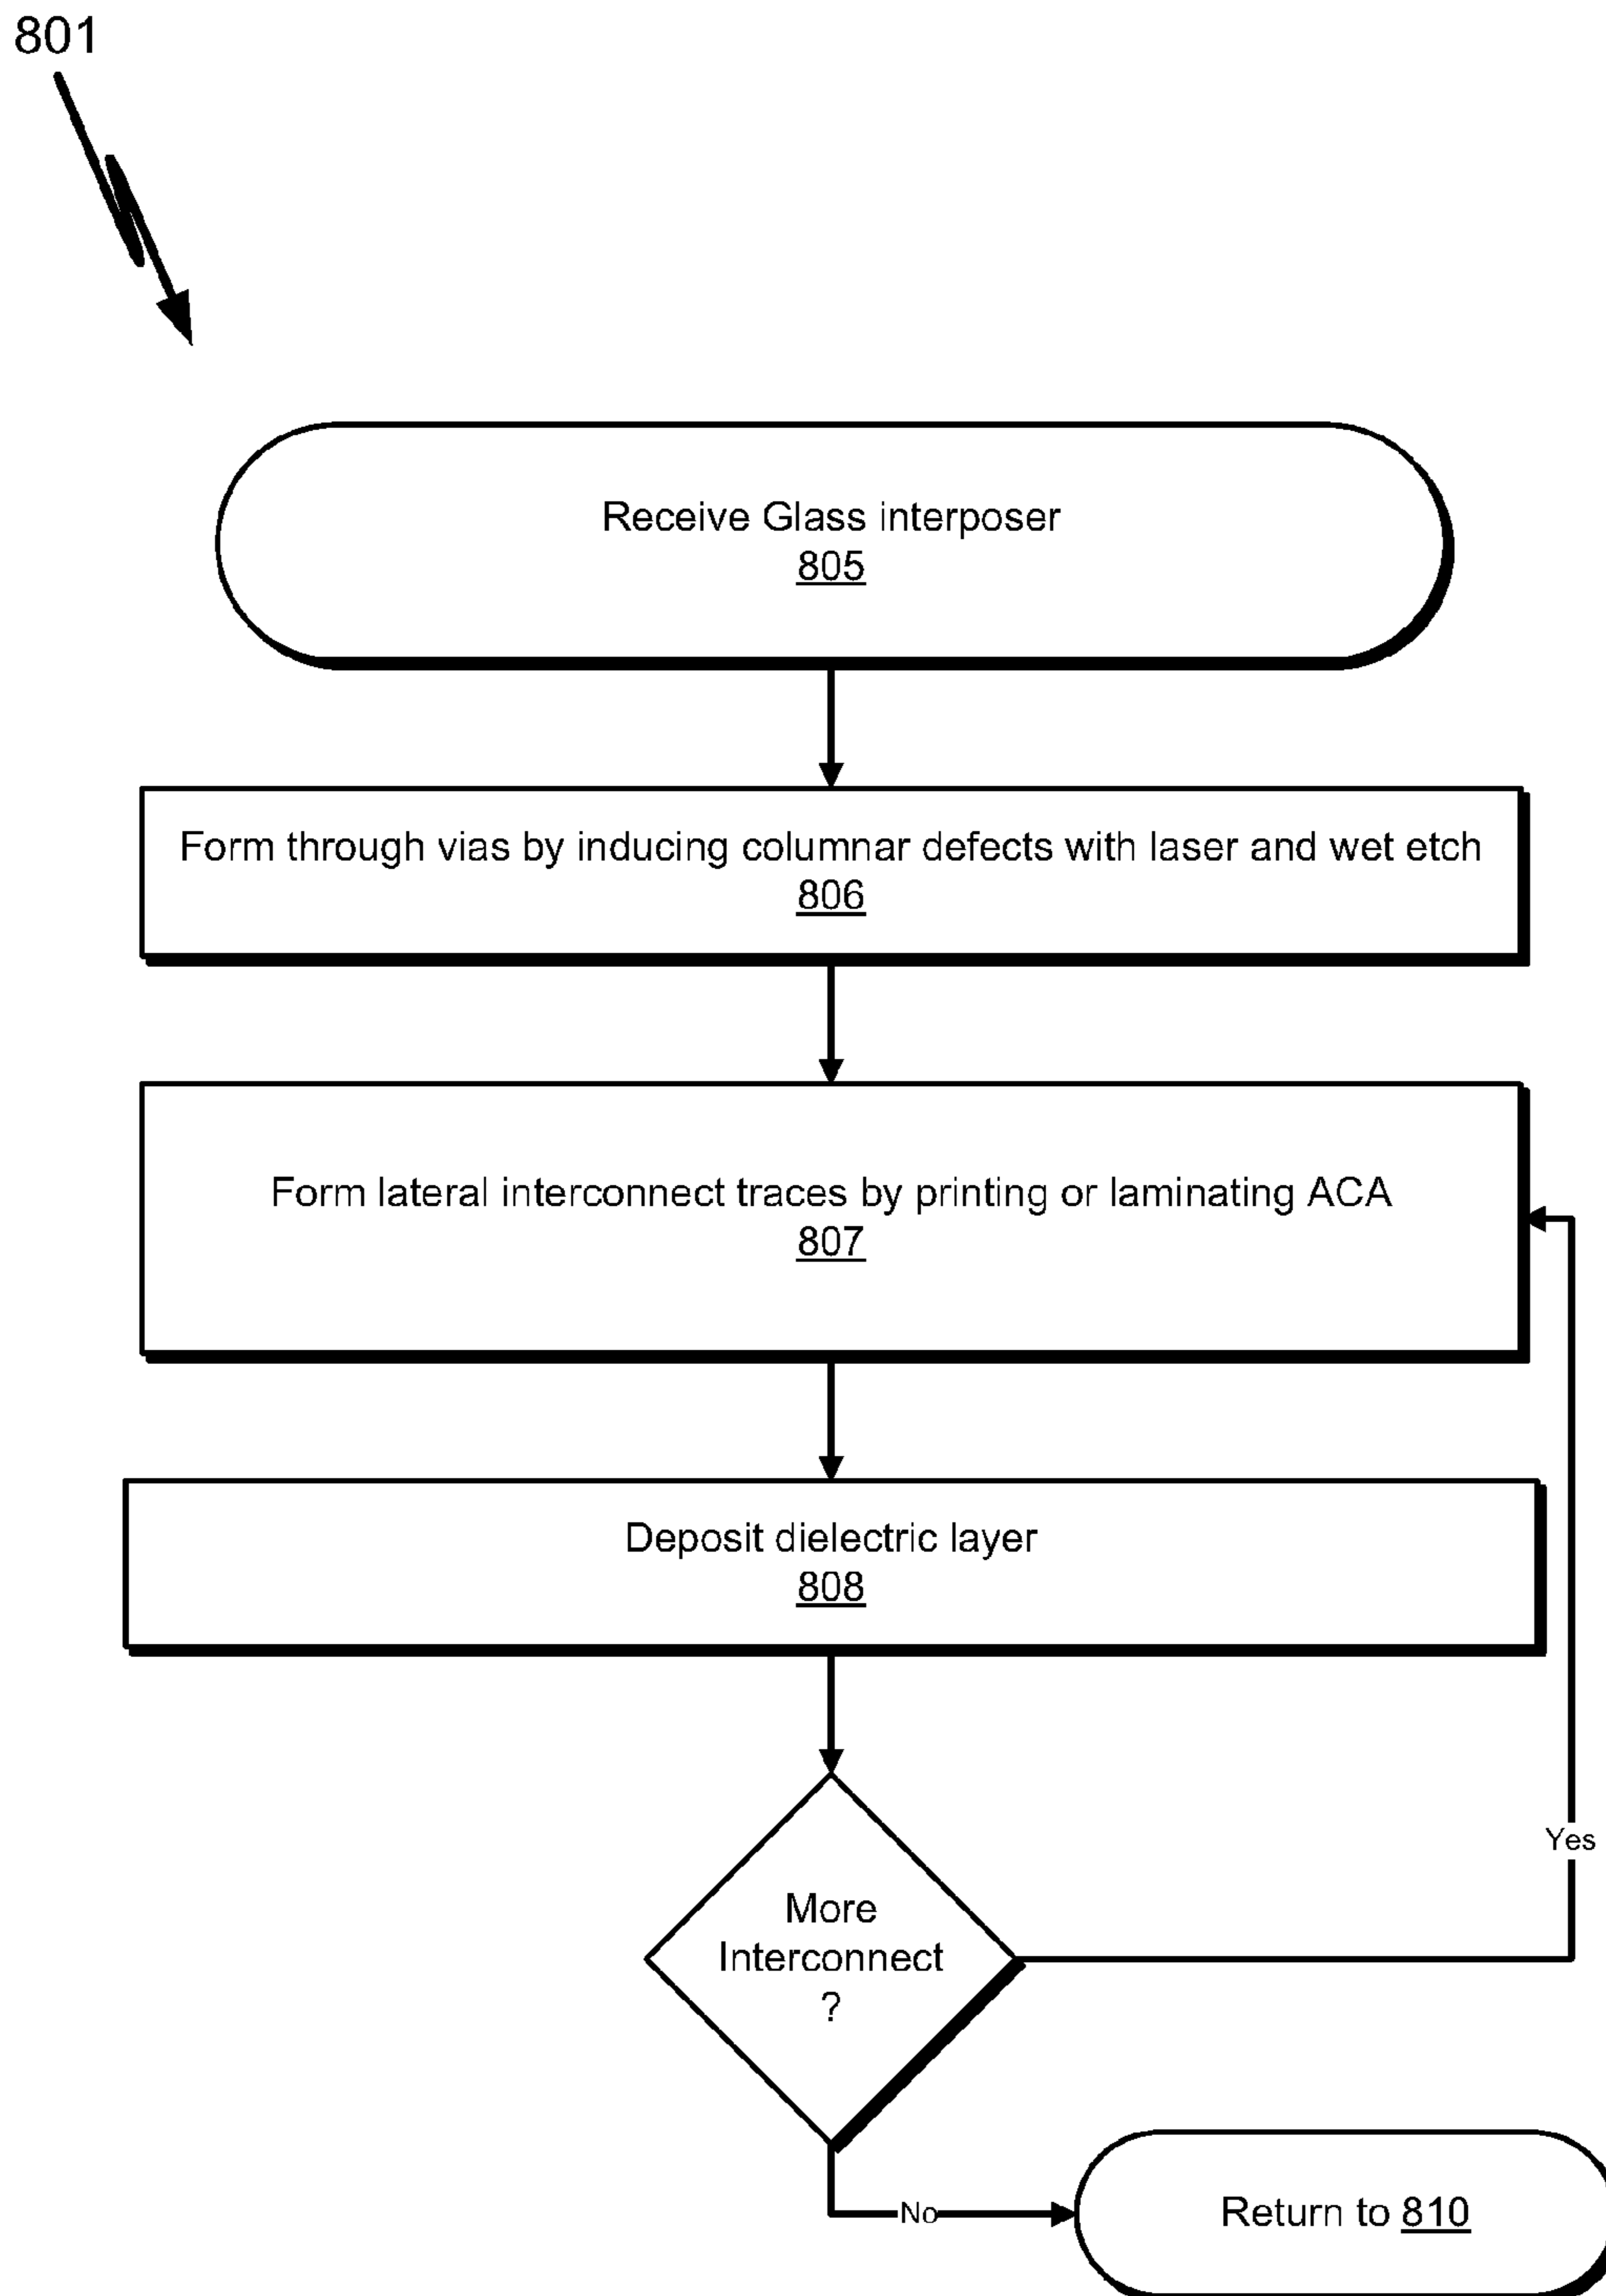 801
Receive Glass interposer
805
Form through vias by inducing columnar defects with laser and wet etch
806
Form lateral interconnect traces by printing or laminating ACA
807
Deposit dielectric layer
808
More
Interconnect
?
Yes
No
Return to 810